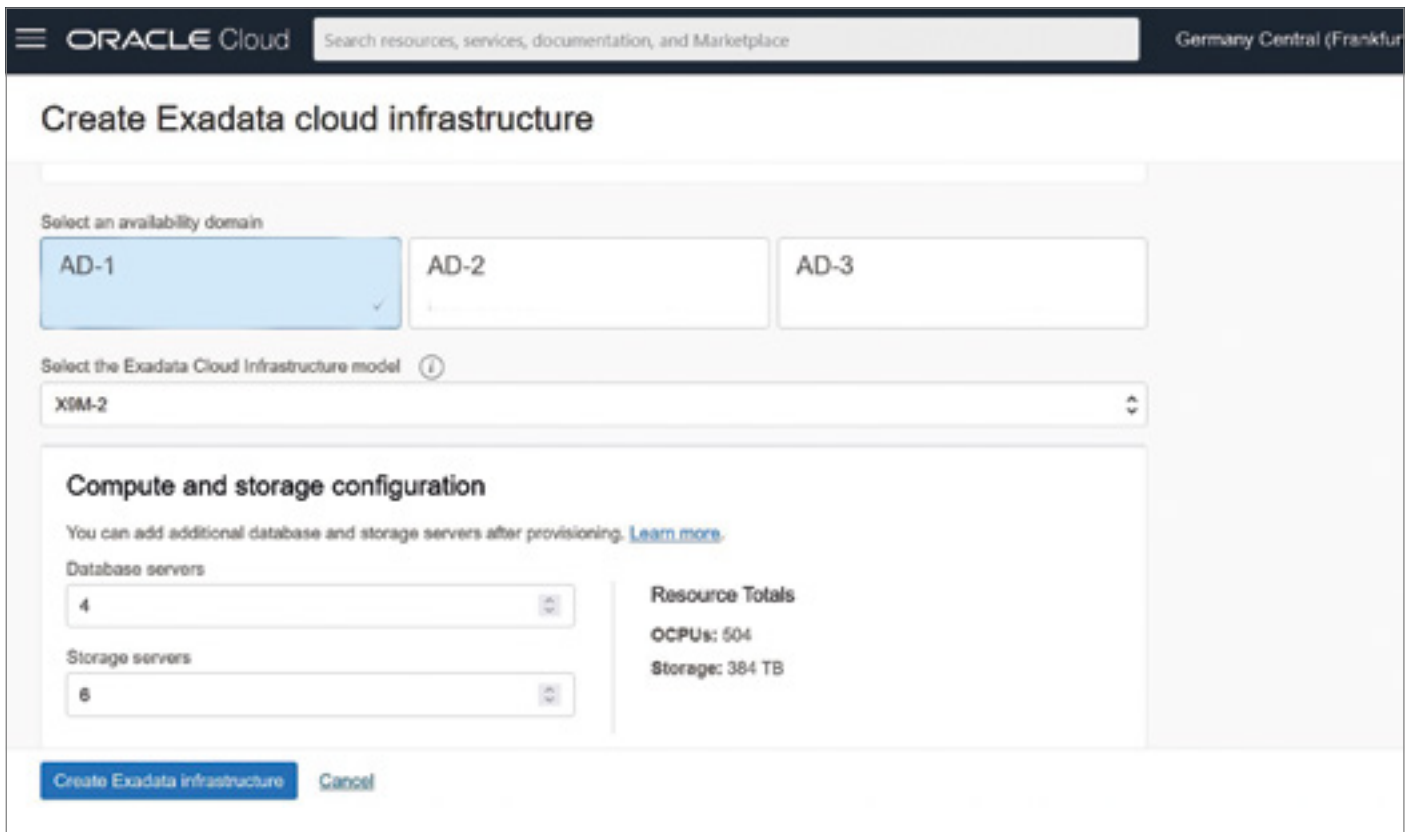 ORACLE Cloud
Search resources, services, documentation, and Marketplace
Germany Central (Frankfur
Create Exadata cloud infrastructure
Select an availability domain
AD-1
AD-2
AD-3
Select the Exadata Cloud Infrastructure model
X9M-2
Compute and storage configuration
You can add additional database and storage servers after provisioning. Learn more.
Database servers
4
Storage servers
6
Resource Totals
OCPUs: 504
Storage: 384 TB
Create Exadata infrastructure
Cancel